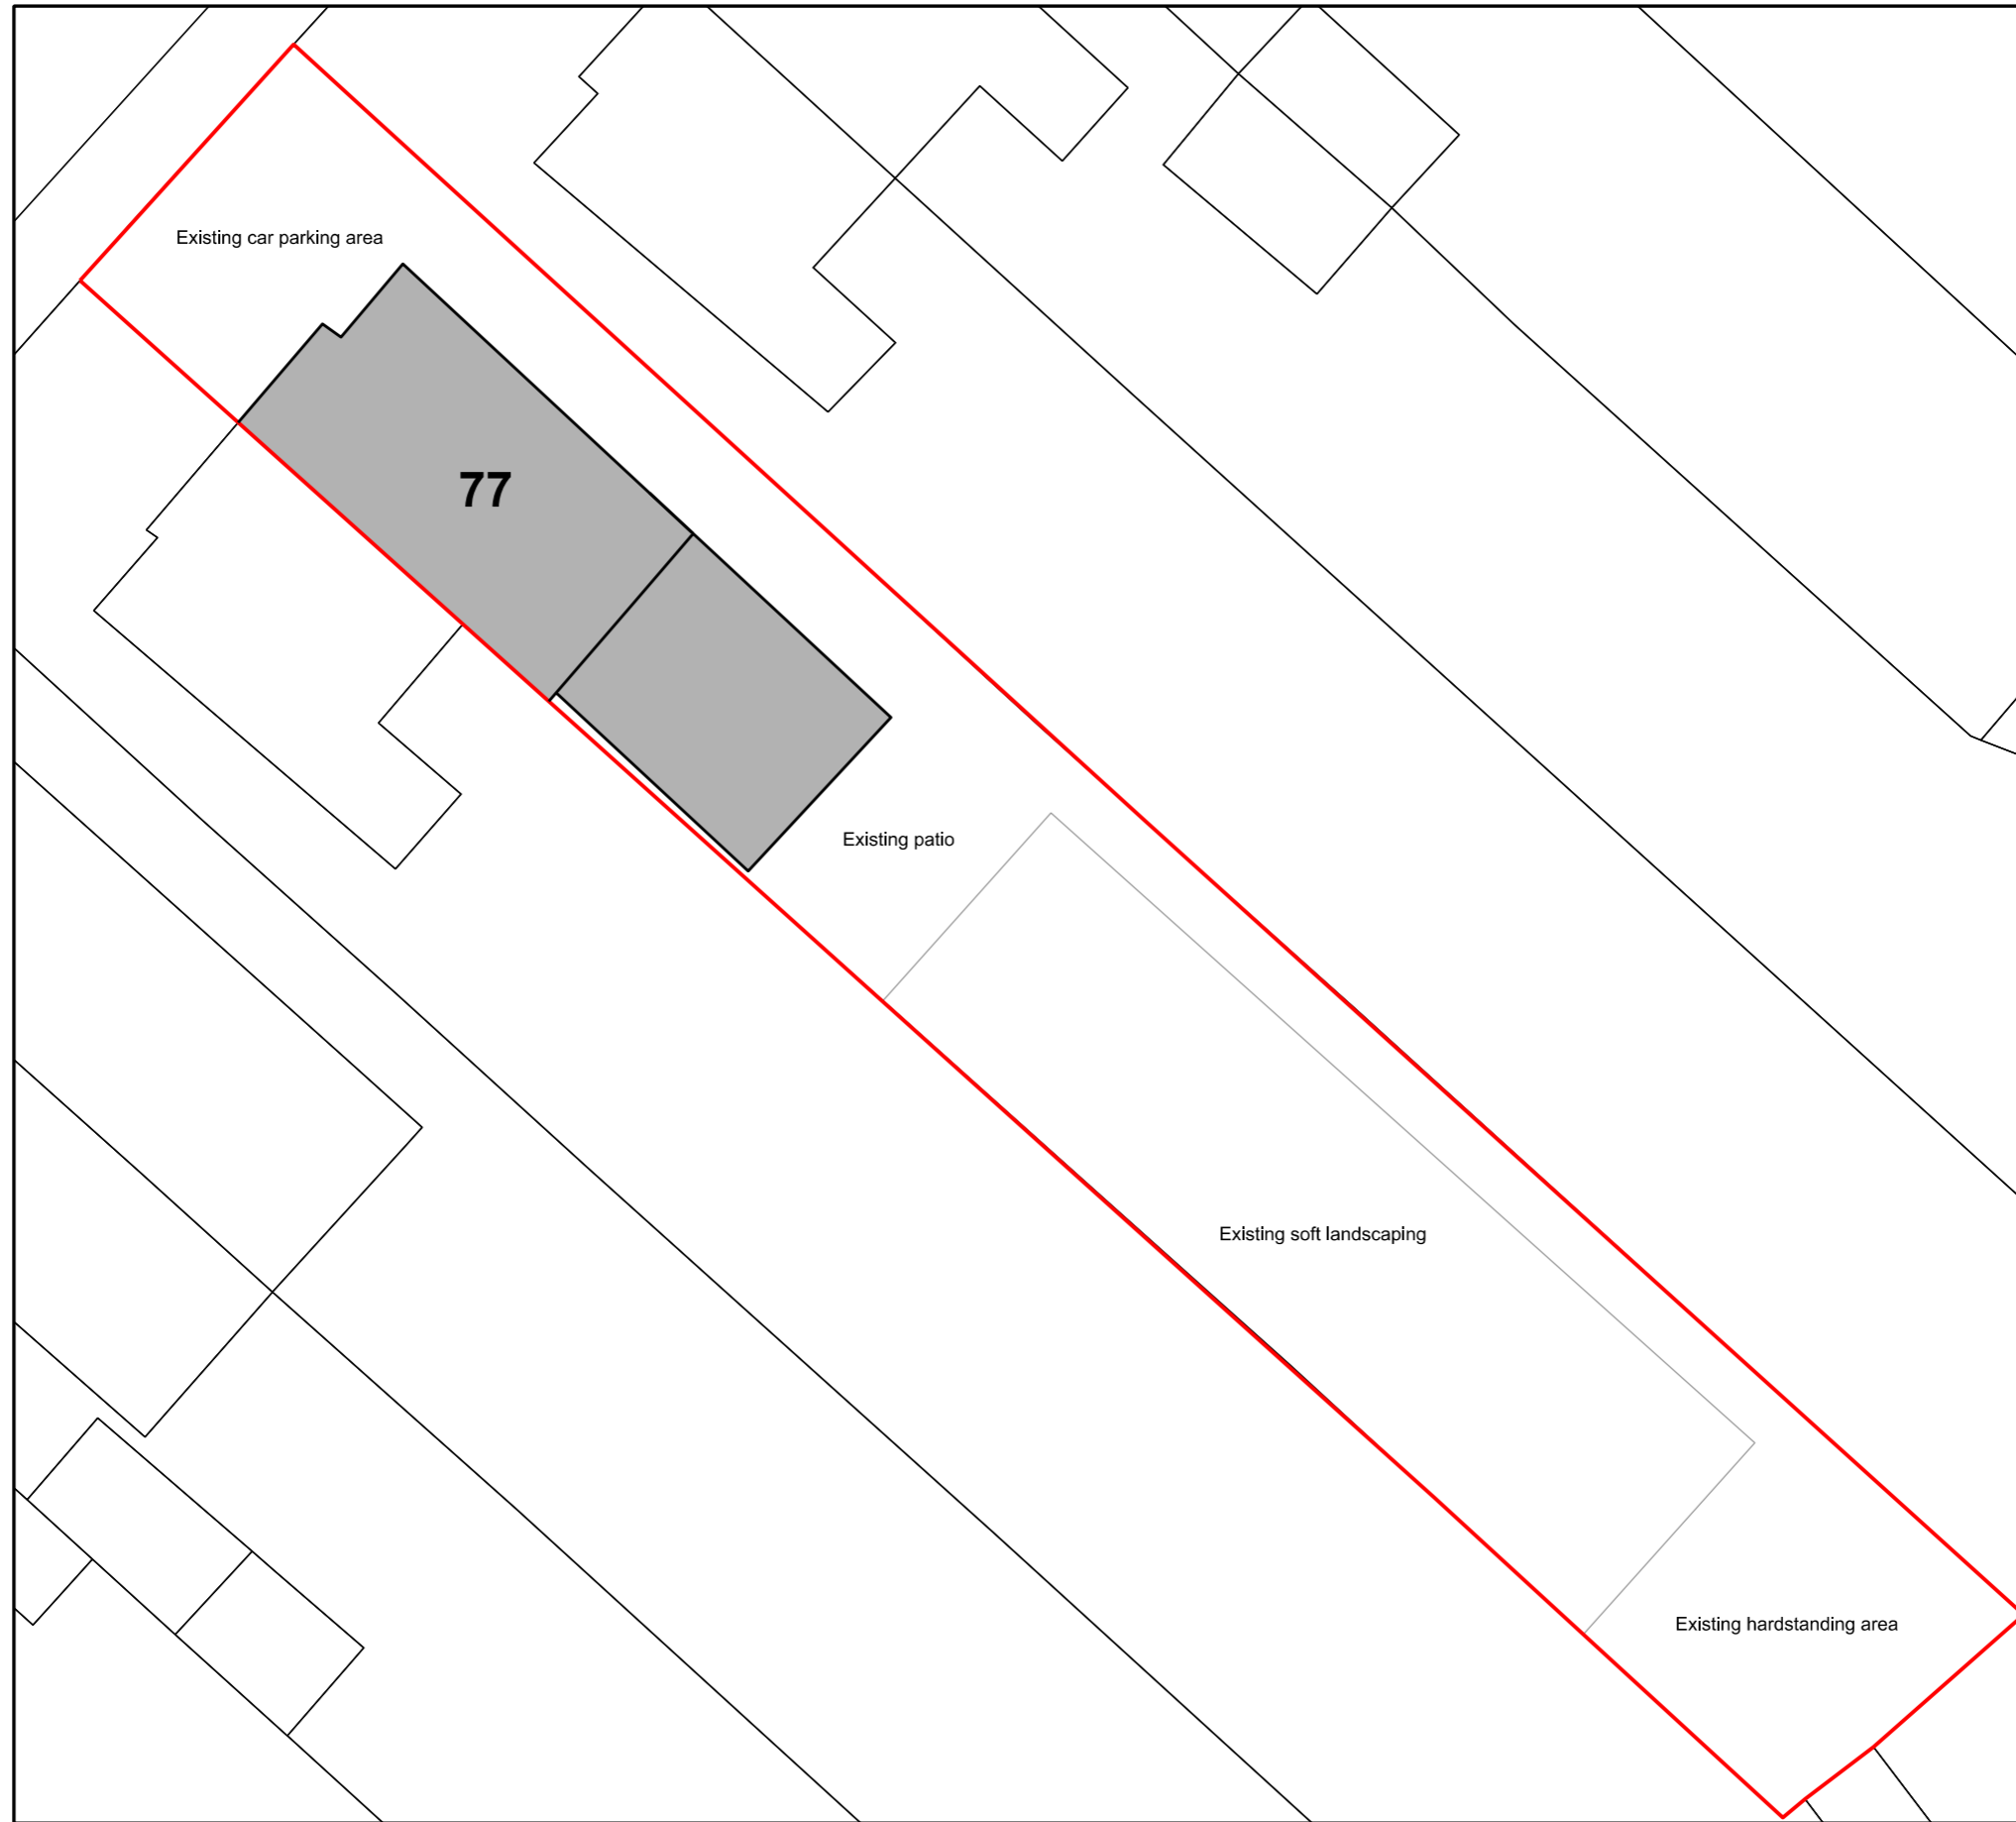 Existing car parking area
77
Existing patio
Existing soft landscaping
Existing hardstanding area